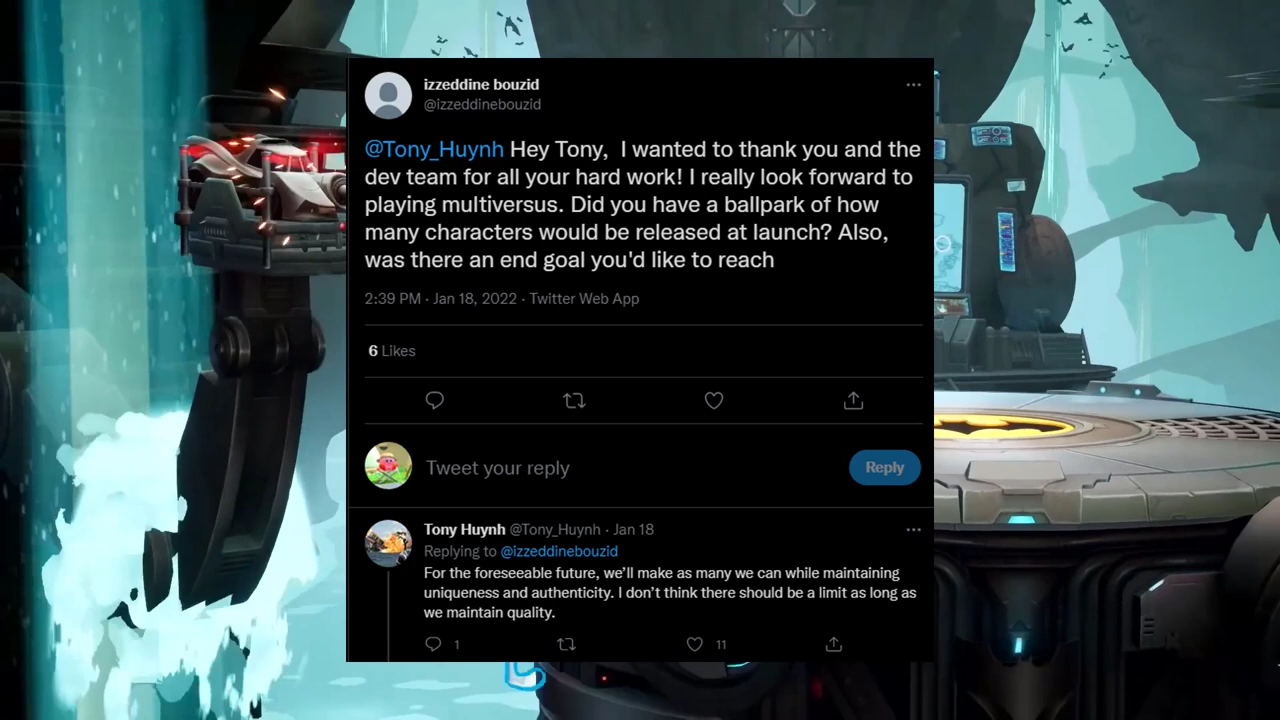 izzeddine bouzid
@izzeddinebouzid
@Tony_Huynh Hey Tony,  I wanted to thank you and the
dev team for all your hard work! I really look forward to
playing multiversus. Did you have a ballpark of how
many characters would be released at launch? Also,
was there an end goal you'd like to reach
2:39 PM · Jan 18, 2022 · Twitter Web App
6 Likes
Tweet your reply
Reply
Tony Huynh @Tony_Huynh · Jan 18
Replying to @izzeddinebouzid
For the foreseeable future, we’ll make as many we can while maintaining
uniqueness and authenticity. I don’t think there should be a limit as long as
we maintain quality.
1 11